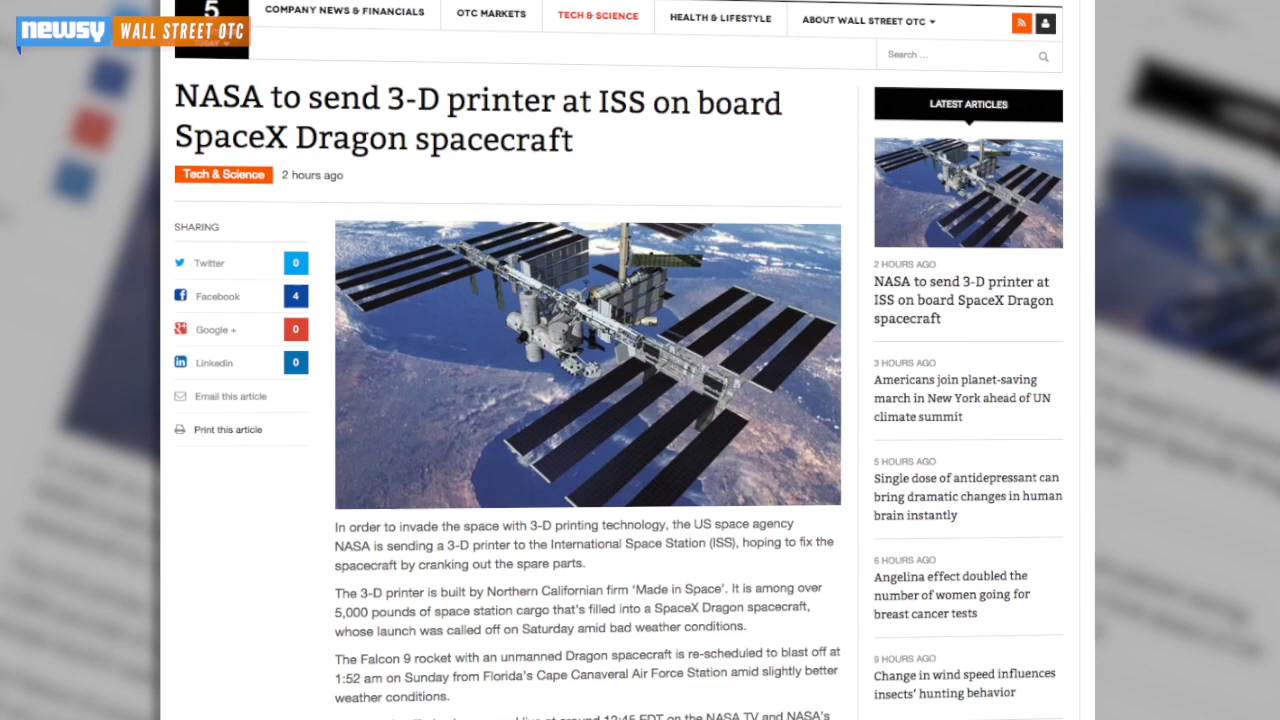 5
COMPANY NEWS & FINANCIALS
OTC MARKETS
TECH & SCIENCE
HEALTH & LIFESTYLE
ABOUT WALL STREET OTC
newsy
WALL STREET OTC
TODAY
Search ...
NASA to send 3-D printer at ISS on board
SpaceX Dragon spacecraft
Tech & Science
2 hours ago
SHARING
Twitter
0
Facebook
4
Google +
0
Linkedin
0
Email this article
Print this article
In order to invade the space with 3-D printing technology, the US space agency
NASA is sending a 3-D printer to the International Space Station (ISS), hoping to fix the
spacecraft by cranking out the spare parts.
The 3-D printer is built by Northern Californian firm ‘Made in Space’. It is among over
5,000 pounds of space station cargo that’s filled into a SpaceX Dragon spacecraft,
whose launch was called off on Saturday amid bad weather conditions.
The Falcon 9 rocket with an unmanned Dragon spacecraft is re-scheduled to blast off at
1:52 am on Sunday from Florida’s Cape Canaveral Air Force Station amid slightly better
weather conditions.
at around 12:45 EDT on the NASA TV and NASA’s
LATEST ARTICLES
2 HOURS AGO
NASA to send 3-D printer at
ISS on board SpaceX Dragon
spacecraft
3 HOURS AGO
Americans join planet-saving
march in New York ahead of UN
climate summit
5 HOURS AGO
Single dose of antidepressant can
bring dramatic changes in human
brain instantly
6 HOURS AGO
Angelina effect doubled the
number of women going for
breast cancer tests
9 HOURS AGO
Change in wind speed influences
insects’ hunting behavior